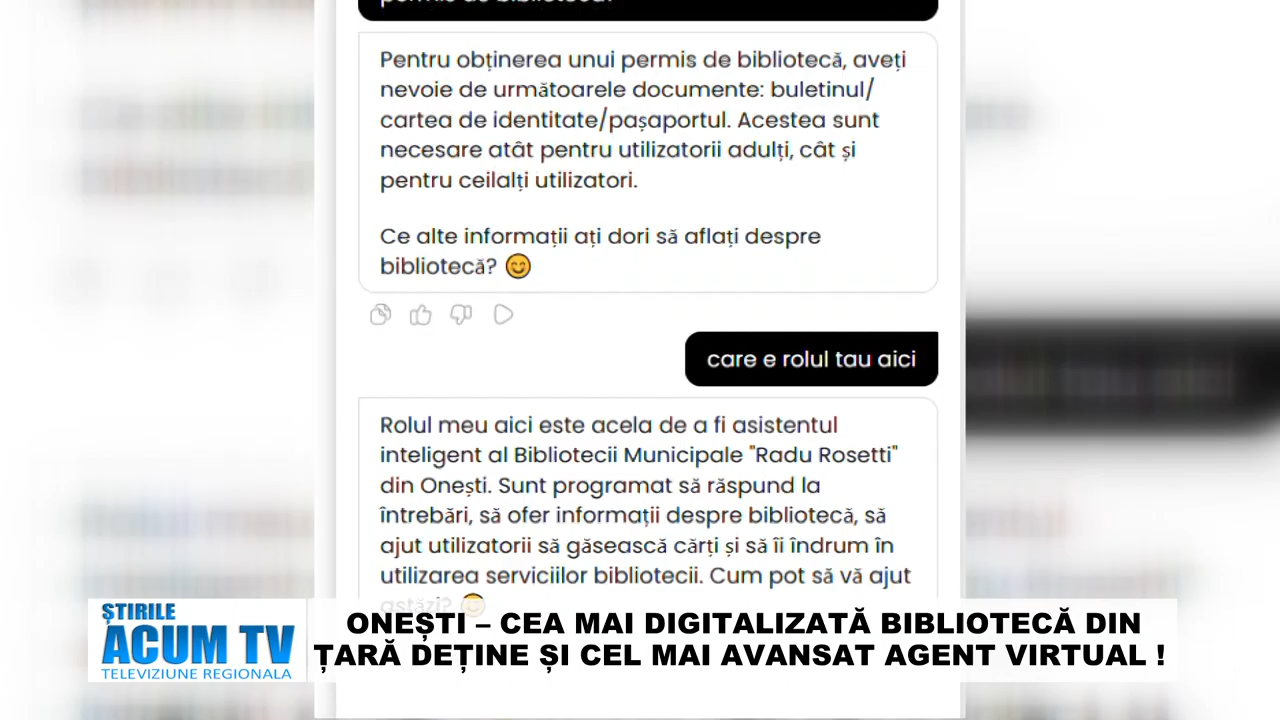 permis de bibliotecă?
Pentru obținerea unui permis de bibliotecă, aveți
nevoie de următoarele documente: buletinul/
cartea de identitate/pașaportul. Acestea sunt
necesare atât pentru utilizatorii adulți, cât și
pentru ceilalți utilizatori.
Ce alte informații ați dori să aflați despre
bibliotecă? 😊
care e rolul tau aici
Rolul meu aici este acela de a fi asistentul
inteligent al Bibliotecii Municipale "Radu Rosetti"
din Onești. Sunt programat să răspund la
întrebări, să ofer informații despre bibliotecă, să
ajut utilizatorii să găsească cărți și să îi îndrum în
utilizarea serviciilor bibliotecii. Cum pot să vă ajut
astăzi? 😊
ȘTIRILE
ACUM TV
TELEVIZIUNE REGIONALA
ONEȘTI – CEA MAI DIGITALIZATĂ BIBLIOTECĂ DIN
ȚARĂ DEȚINE ȘI CEL MAI AVANSAT AGENT VIRTUAL !